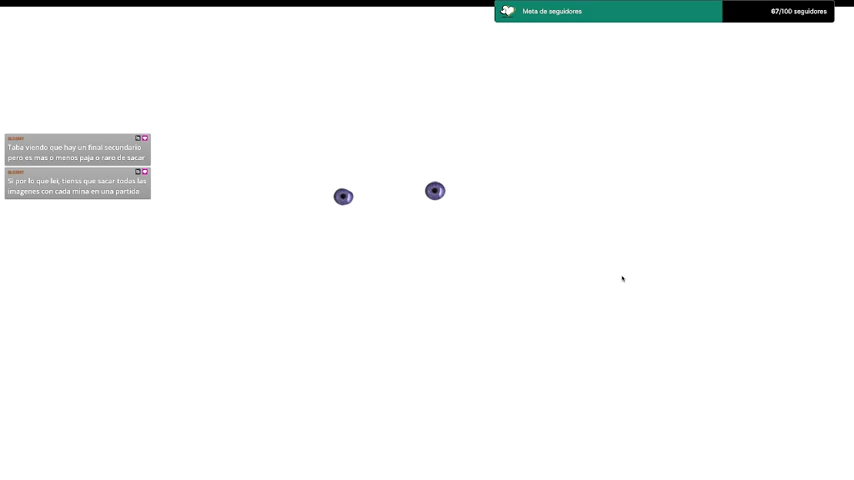 Meta de seguidores
67/100 seguidores
Taba viendo que hay un final secundario
pero es mas o menos paja o raro de sacar
Si por lo que lei, tienes que sacar todas las
imagenes con cada mina en una partida